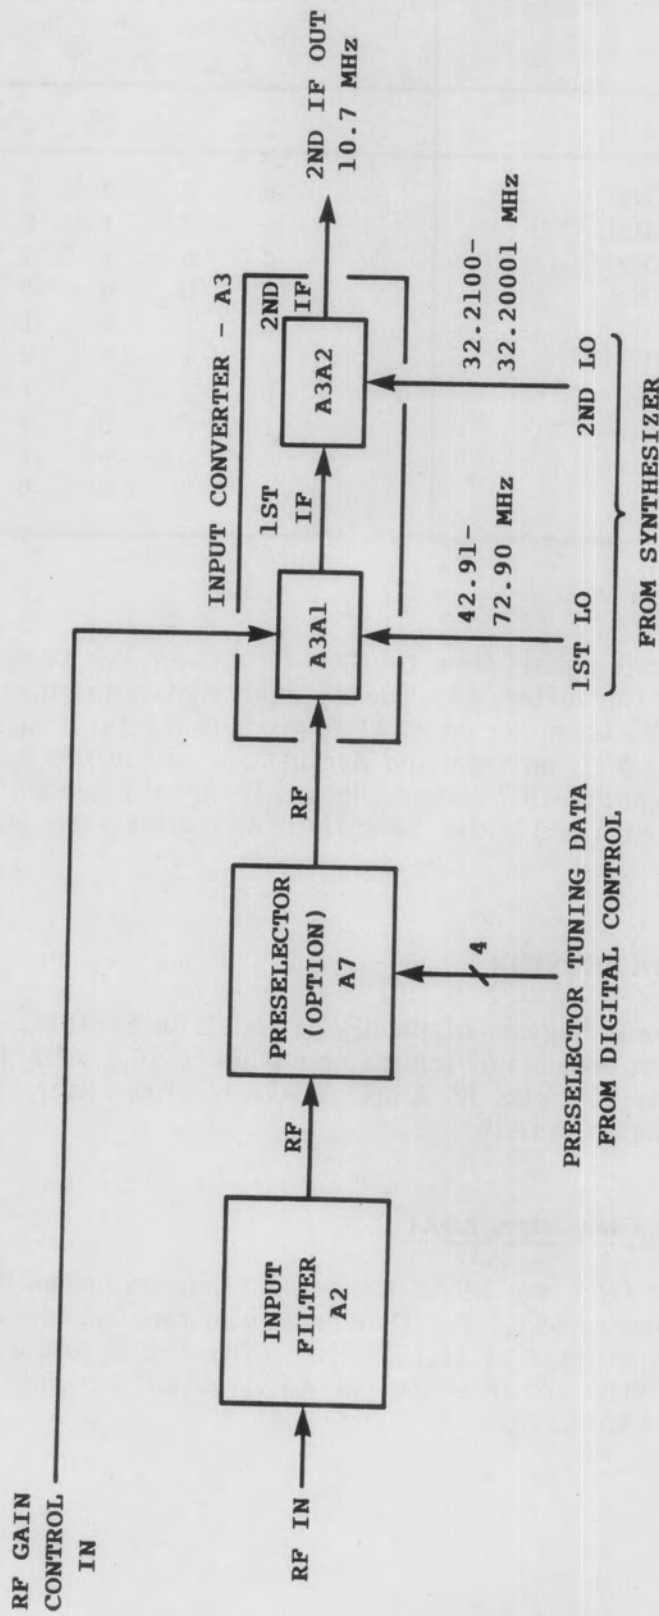 RF GAIN
CONTROL
IN
RF IN
INPUT
FILTER
A2
RF
PRESELECTOR
(OPTION)
A7
4
PRESELECTOR TUNING DATA
FROM DIGITAL CONTROL
RF
INPUT CONVERTER - A3
A3A1
1ST
IF
A3A2
2ND
IF
2ND IF OUT
10.7 MHz
42.91-
72.90 MHz
32.2100-
32.20001 MHz
1ST LO
2ND LO
FROM SYNTHESIZER